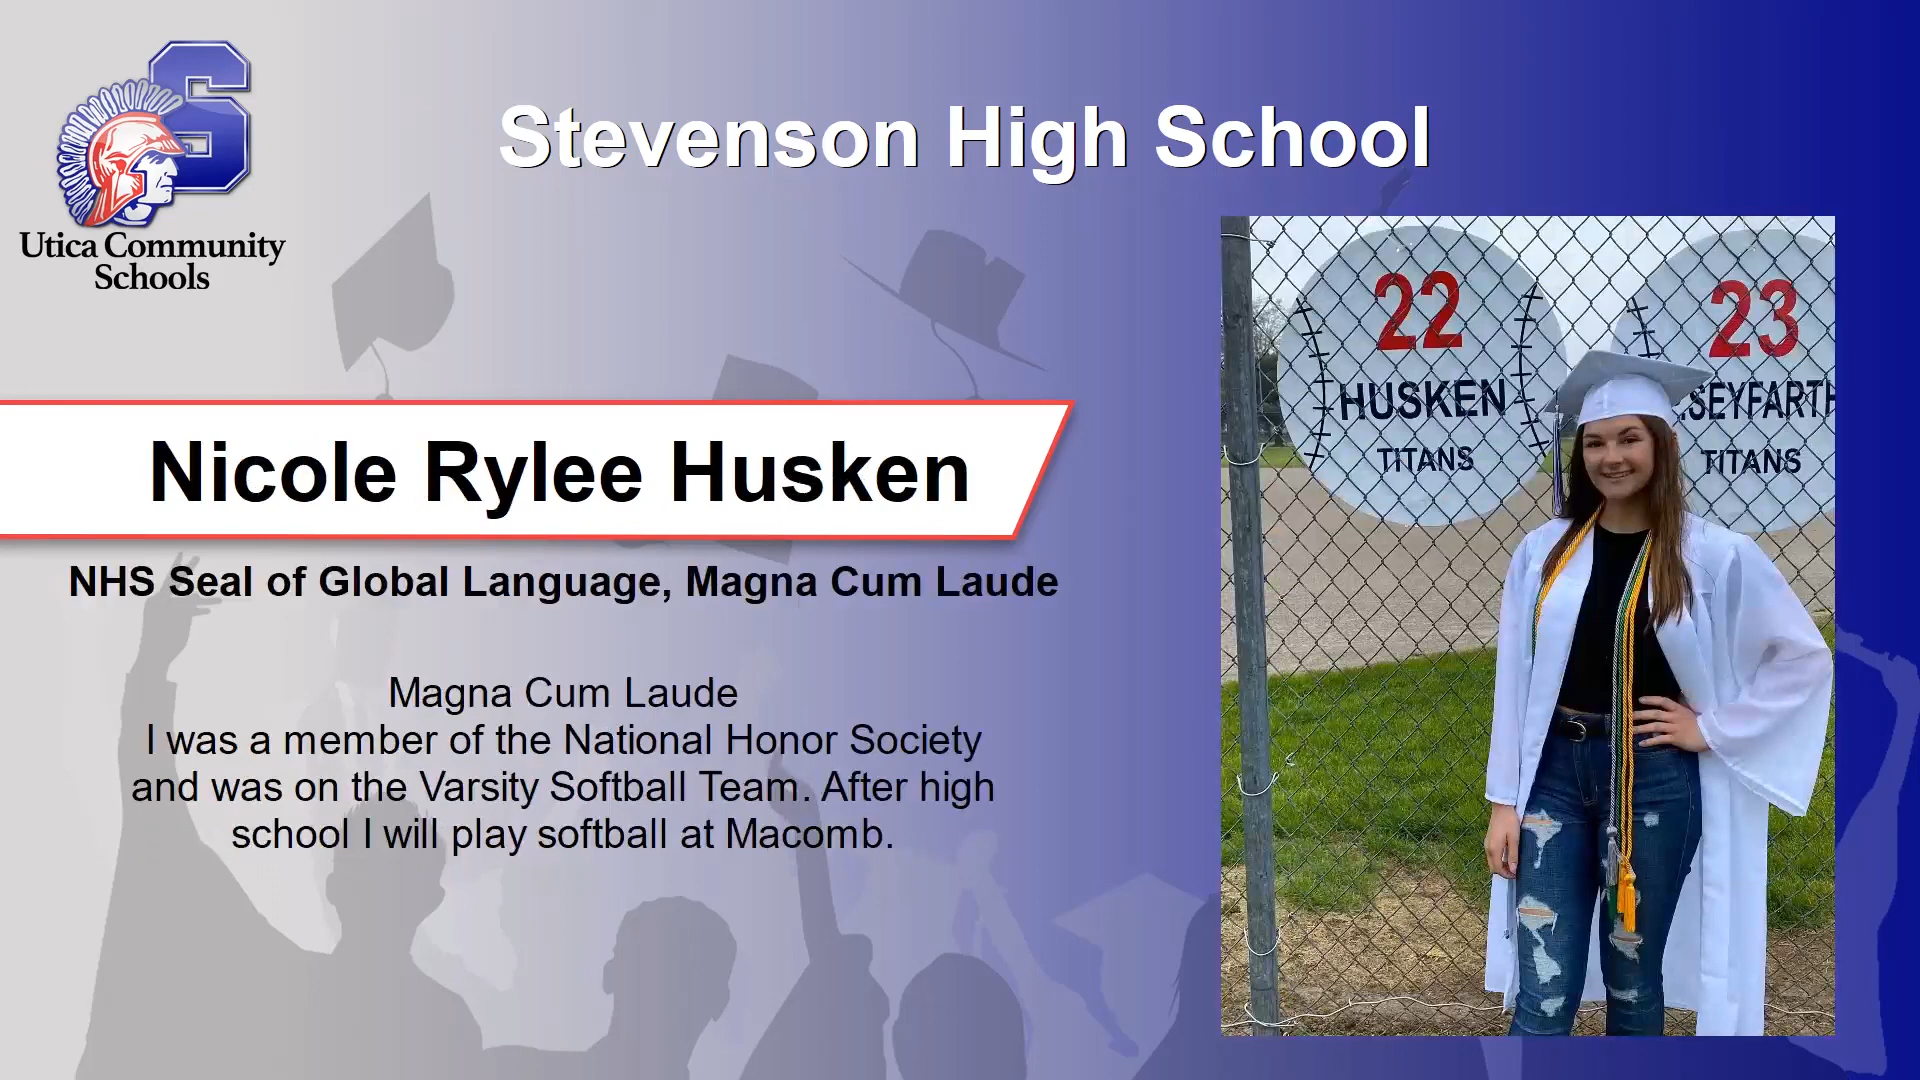 S
Utica Community
Schools
Stevenson High School
22
HUSKEN
TITANS
23
SEYFARTH
TITANS
Nicole Rylee Husken
NHS Seal of Global Language, Magna Cum Laude
Magna Cum Laude
I was a member of the National Honor Society
and was on the Varsity Softball Team. After high
school I will play softball at Macomb.